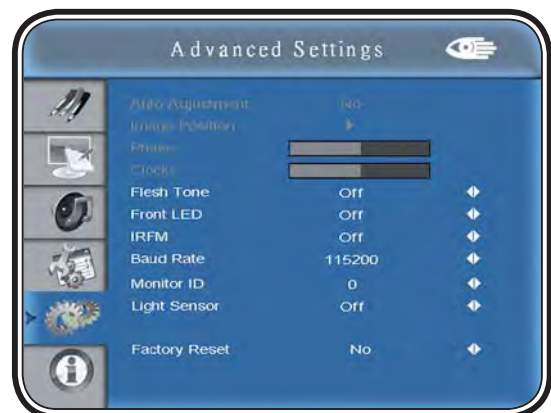 Advanced Settings
Auto Adjustment No
Image Position
Phase
Clocks
Flesh Tone Off
Front LED Off
IRFM Off
Baud Rate 115200
Monitor ID 0
Light Sensor Off
Factory Reset No